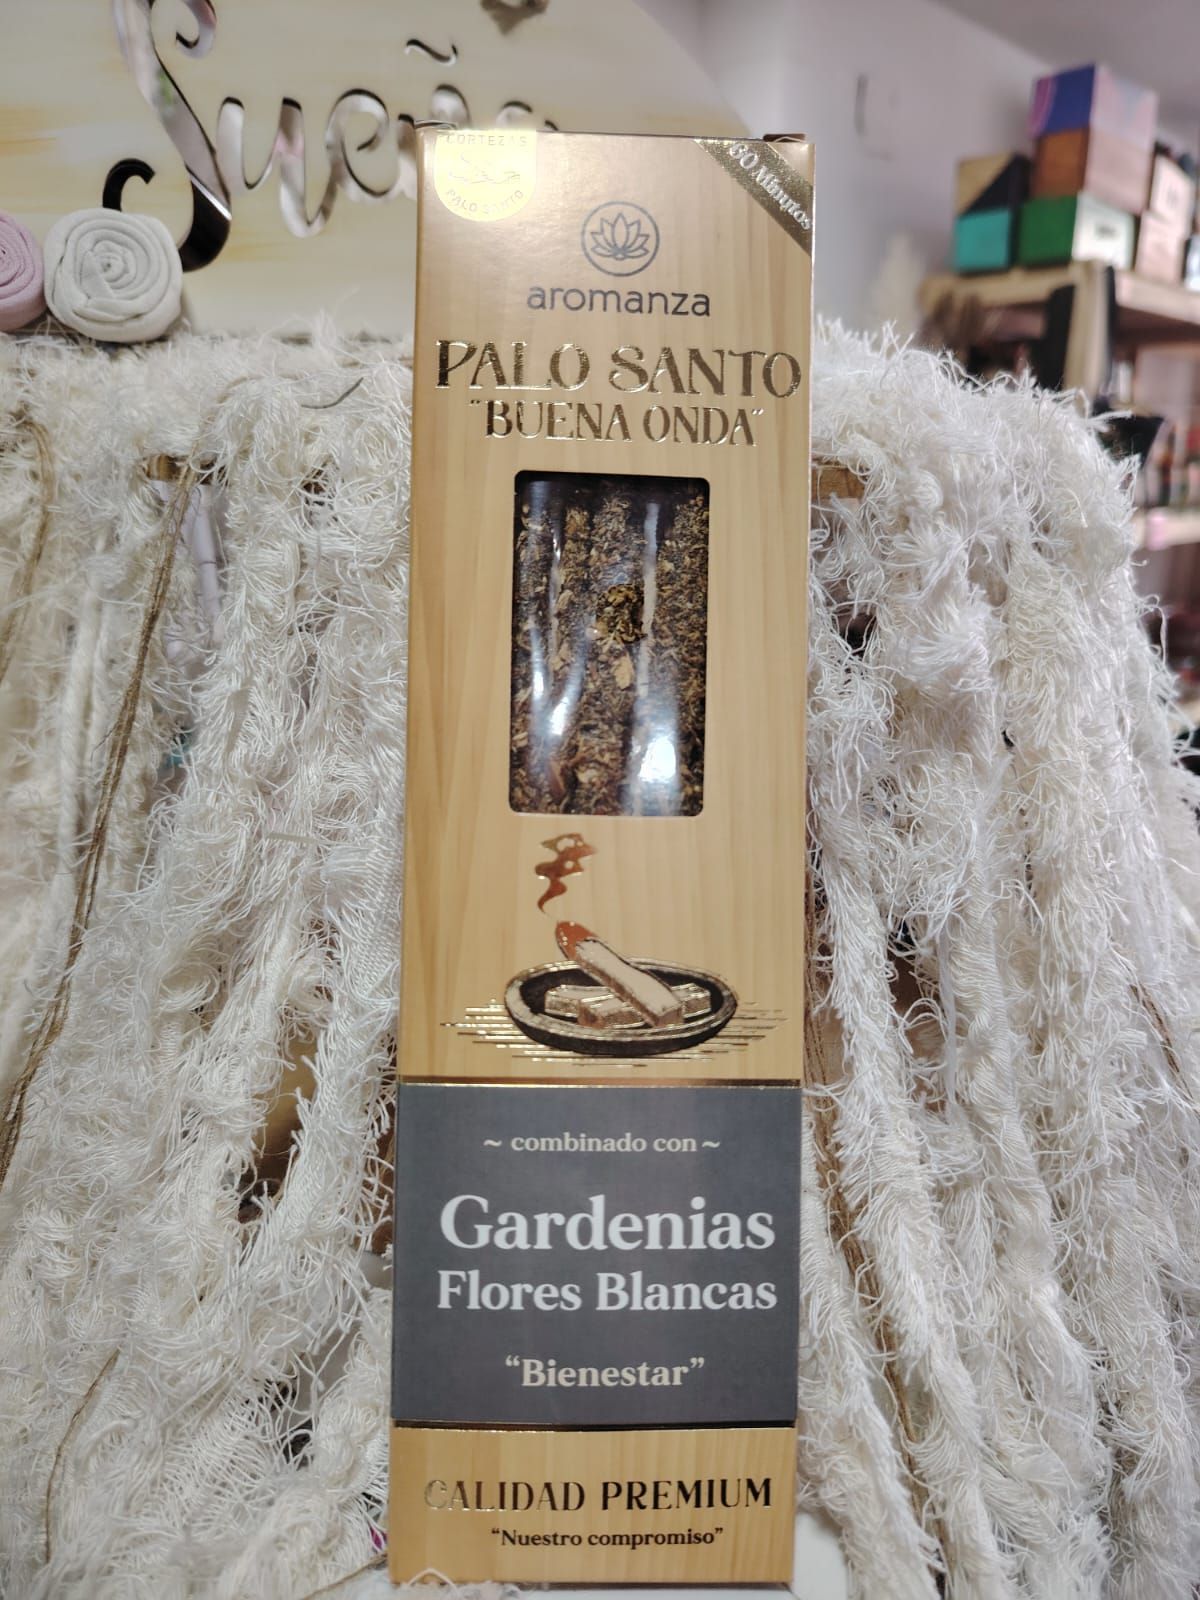 Sueño
CORTEZAS
PALO SANTO
60 Minutos
aromanza
PALO SANTO
"BUENA ONDA"
~ combinado con ~
Gardenias
Flores Blancas
“Bienestar”
CALIDAD PREMIUM
“Nuestro compromiso”